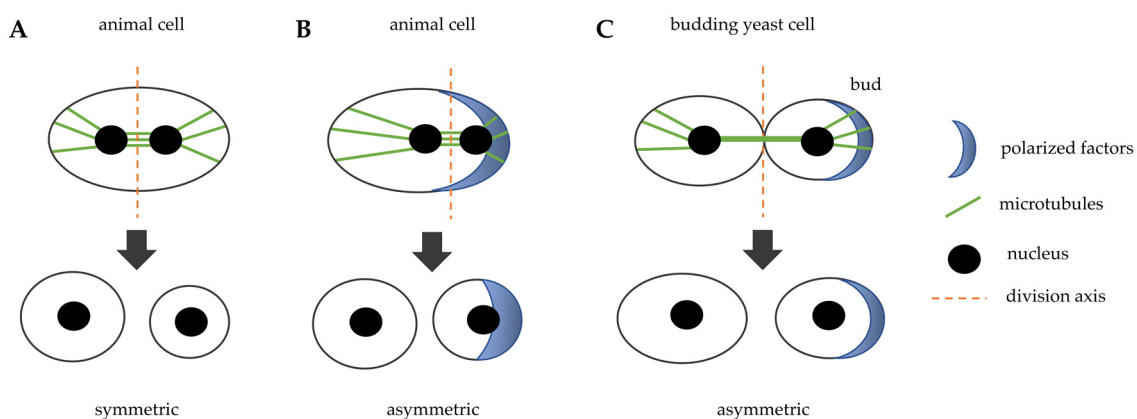 A
animal cell
B
animal cell
C
budding yeast cell
bud
polarized factors
microtubules
nucleus
division axis
symmetric
asymmetric
asymmetric